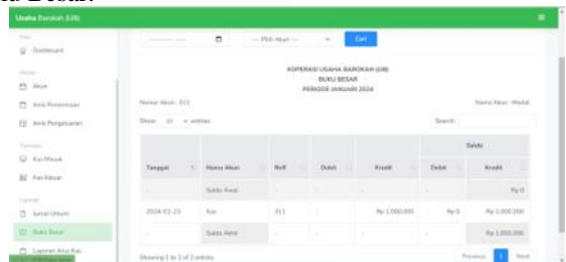 u Besar.
Usaha Barokah (UB)
Dashboard
Akun
Jenis Penerimaan
Jenis Pengeluaran
Kas Masuk
Kas Keluar
Laporan
Jurnal Umum
Buku Besar
Laporan Arus Kas
--- Pilih Akun ---
Cari
KOPERASI USAHA BAROKAH (UB)
BUKU BESAR
PERIODE JANUARI 2024
Nomor Akun : 311
Nama Akun : Modal
Show 10 entries
Search:
Saldo
Tanggal Nama Akun Reff Debit Kredit Debit Kredit
- Saldo Awal - - - - Rp 0
2024-01-23 Kas 311 - Rp 1.000.000 Rp 0 Rp 1.000.000
- Saldo Akhir - - - - Rp 1.000.000
Showing 1 to 2 of 2 entries
Previous 1 Next